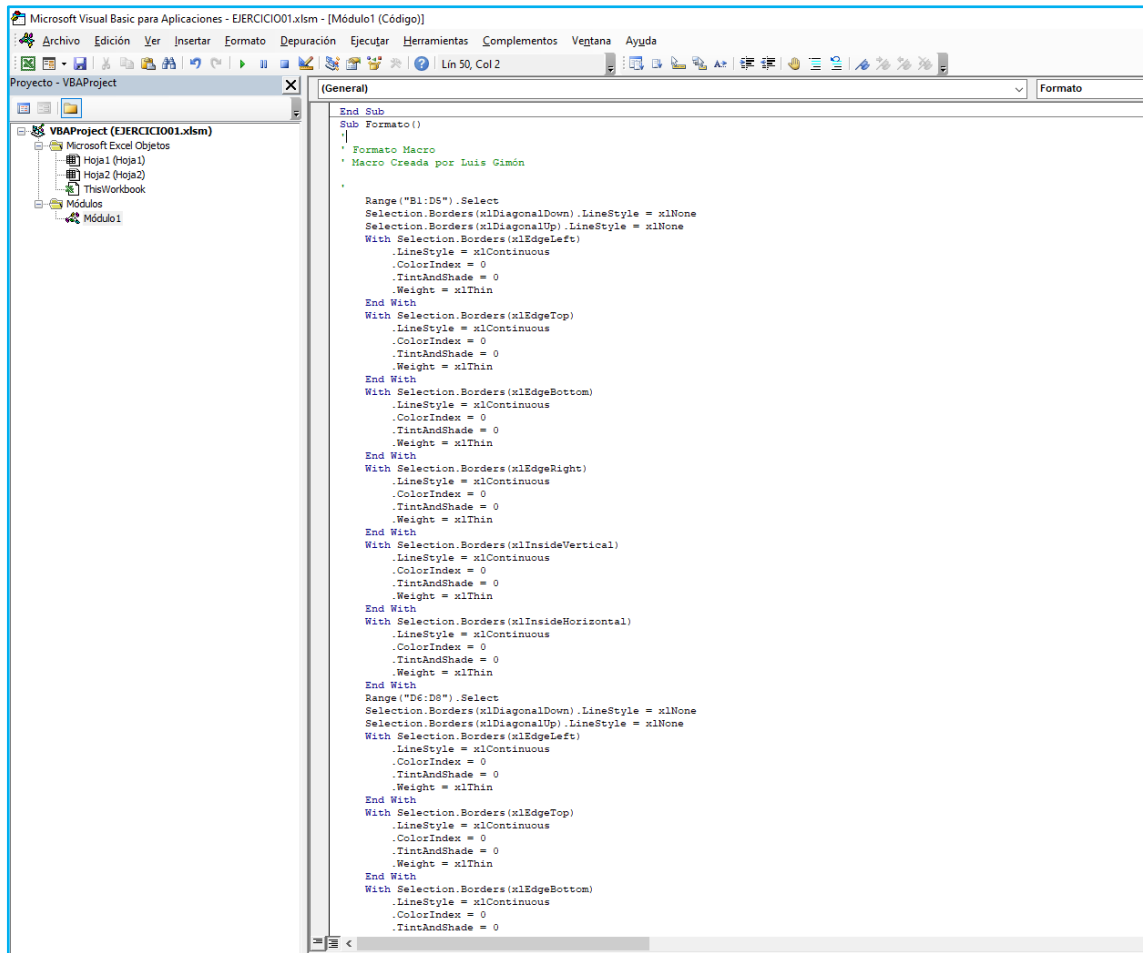 Microsoft Visual Basic para Aplicaciones - EJERCICIO01.xlsm - [Módulo1 (Código)]
Archivo Edición Ver Insertar Formato Depuración Ejecutar Herramientas Complementos Ventana Ayuda
Lín 50, Col 2
Proyecto - VBAProject
VBAProject (EJERCICIO01.xlsm)
Microsoft Excel Objetos
Hoja1 (Hoja1)
Hoja2 (Hoja2)
ThisWorkbook
Módulos
Módulo1
(General) Formato
End Sub
Sub Formato()
'
' Formato Macro
' Macro Creada por Luis Gimón
'
Range("B1:D5").Select
Selection.Borders(xlDiagonalDown).LineStyle = xlNone
Selection.Borders(xlDiagonalUp).LineStyle = xlNone
With Selection.Borders(xlEdgeLeft)
.LineStyle = xlContinuous
.ColorIndex = 0
.TintAndShade = 0
.Weight = xlThin
End With
With Selection.Borders(xlEdgeTop)
.LineStyle = xlContinuous
.ColorIndex = 0
.TintAndShade = 0
.Weight = xlThin
End With
With Selection.Borders(xlEdgeBottom)
.LineStyle = xlContinuous
.ColorIndex = 0
.TintAndShade = 0
.Weight = xlThin
End With
With Selection.Borders(xlEdgeRight)
.LineStyle = xlContinuous
.ColorIndex = 0
.TintAndShade = 0
.Weight = xlThin
End With
With Selection.Borders(xlInsideVertical)
.LineStyle = xlContinuous
.ColorIndex = 0
.TintAndShade = 0
.Weight = xlThin
End With
With Selection.Borders(xlInsideHorizontal)
.LineStyle = xlContinuous
.ColorIndex = 0
.TintAndShade = 0
.Weight = xlThin
End With
Range("D6:D8").Select
Selection.Borders(xlDiagonalDown).LineStyle = xlNone
Selection.Borders(xlDiagonalUp).LineStyle = xlNone
With Selection.Borders(xlEdgeLeft)
.LineStyle = xlContinuous
.ColorIndex = 0
.TintAndShade = 0
.Weight = xlThin
End With
With Selection.Borders(xlEdgeTop)
.LineStyle = xlContinuous
.ColorIndex = 0
.TintAndShade = 0
.Weight = xlThin
End With
With Selection.Borders(xlEdgeBottom)
.LineStyle = xlContinuous
.ColorIndex = 0
.TintAndShade = 0